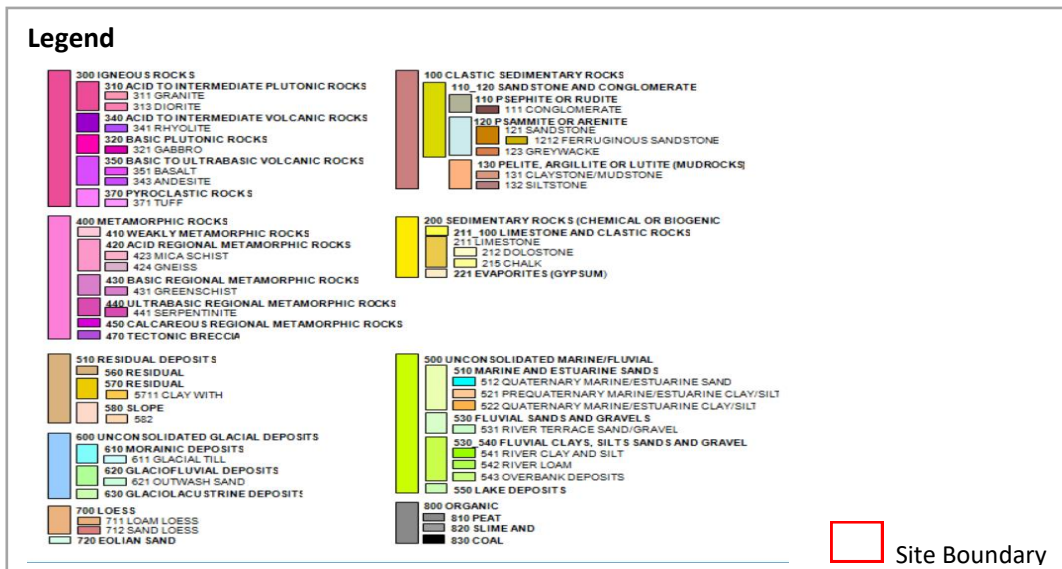 Legend
300 IGNEOUS ROCKS
310 ACID TO INTERMEDIATE PLUTONIC ROCKS
311 GRANITE
313 DIORITE
340 ACID TO INTERMEDIATE VOLCANIC ROCKS
341 RHYOLITE
320 BASIC PLUTONIC ROCKS
321 GABBRO
350 BASIC TO ULTRABASIC VOLCANIC ROCKS
351 BASALT
343 ANDESITE
370 PYROCLASTIC ROCKS
371 TUFF
400 METAMORPHIC ROCKS
410 WEAKLY METAMORPHIC ROCKS
420 ACID REGIONAL METAMORPHIC ROCKS
423 MICA SCHIST
424 GNEISS
430 BASIC REGIONAL METAMORPHIC ROCKS
431 GREENSCHIST
440 ULTRABASIC REGIONAL METAMORPHIC ROCKS
441 SERPENTINITE
450 CALCAREOUS REGIONAL METAMORPHIC ROCKS
470 TECTONIC BRECCIA
510 RESIDUAL DEPOSITS
560 RESIDUAL
570 RESIDUAL
5711 CLAY WITH
580 SLOPE
582
600 UNCONSOLIDATED GLACIAL DEPOSITS
610 MORAINIC DEPOSITS
611 GLACIAL TILL
620 GLACIOFLUVIAL DEPOSITS
621 OUTWASH SAND
630 GLACIOLACUSTRINE DEPOSITS
700 LOESS
711 LOAM LOESS
712 SAND LOESS
720 EOLIAN SAND
100 CLASTIC SEDIMENTARY ROCKS
110_120 SANDSTONE AND CONGLOMERATE
110 PSEPHITE OR RUDITE
111 CONGLOMERATE
120 PSAMMITE OR ARENITE
121 SANDSTONE
1212 FERRUGINOUS SANDSTONE
123 GREYWACKE
130 PELITE, ARGILLITE OR LUTITE (MUDROCKS)
131 CLAYSTONE/MUDSTONE
132 SILTSTONE
200 SEDIMENTARY ROCKS (CHEMICAL OR BIOGENIC
211_100 LIMESTONE AND CLASTIC ROCKS
211 LIMESTONE
212 DOLOSTONE
215 CHALK
221 EVAPORITES (GYPSUM)
500 UNCONSOLIDATED MARINE/FLUVIAL
510 MARINE AND ESTUARINE SANDS
512 QUATERNARY MARINE/ESTUARINE SAND
521 PREQUATERNARY MARINE/ESTUARINE CLAY/SILT
522 QUATERNARY MARINE/ESTUARINE CLAY/SILT
530 FLUVIAL SANDS AND GRAVELS
531 RIVER TERRACE SAND/GRAVEL
530_540 FLUVIAL CLAYS, SILTS SANDS AND GRAVEL
541 RIVER CLAY AND SILT
542 RIVER LOAM
543 OVERBANK DEPOSITS
550 LAKE DEPOSITS
800 ORGANIC
810 PEAT
820 SLIME AND
830 COAL
Site Boundary